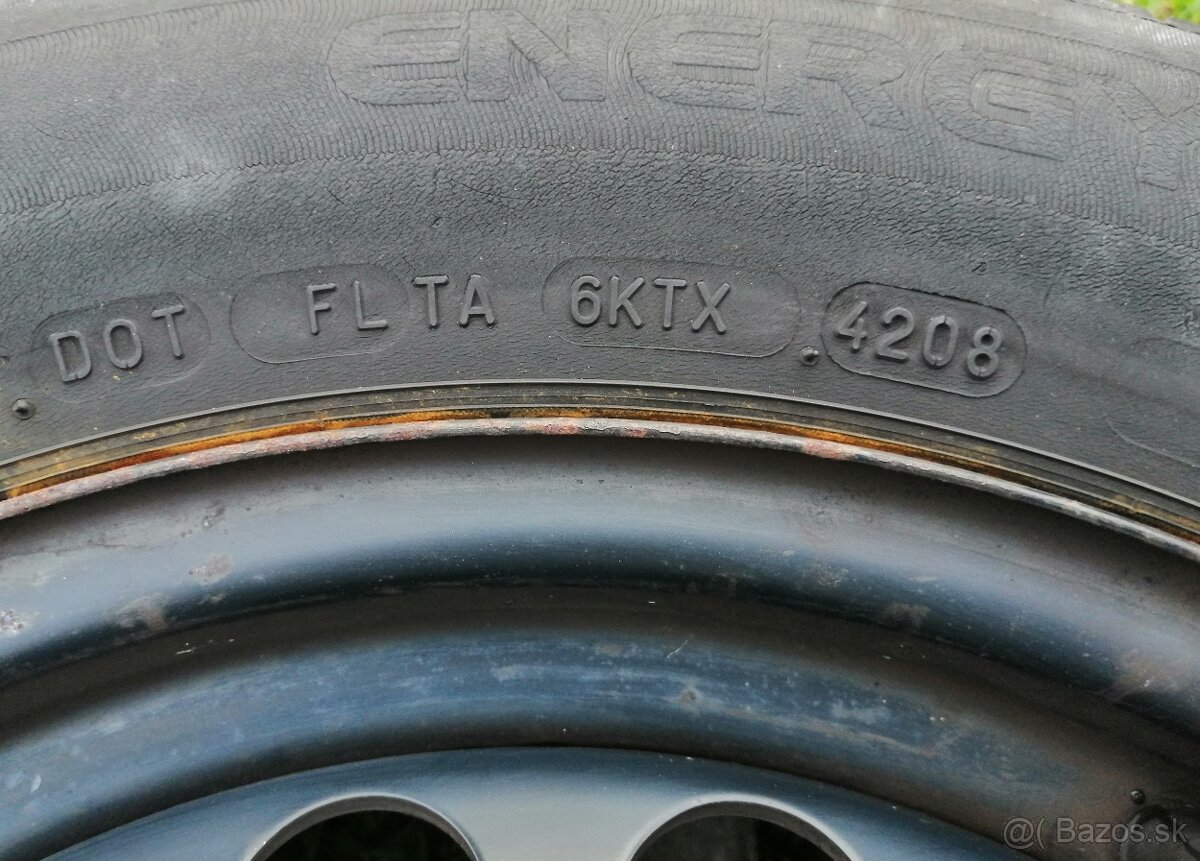 ENERGY
DOT FL TA 6KTX 4208
@( Bazos.sk